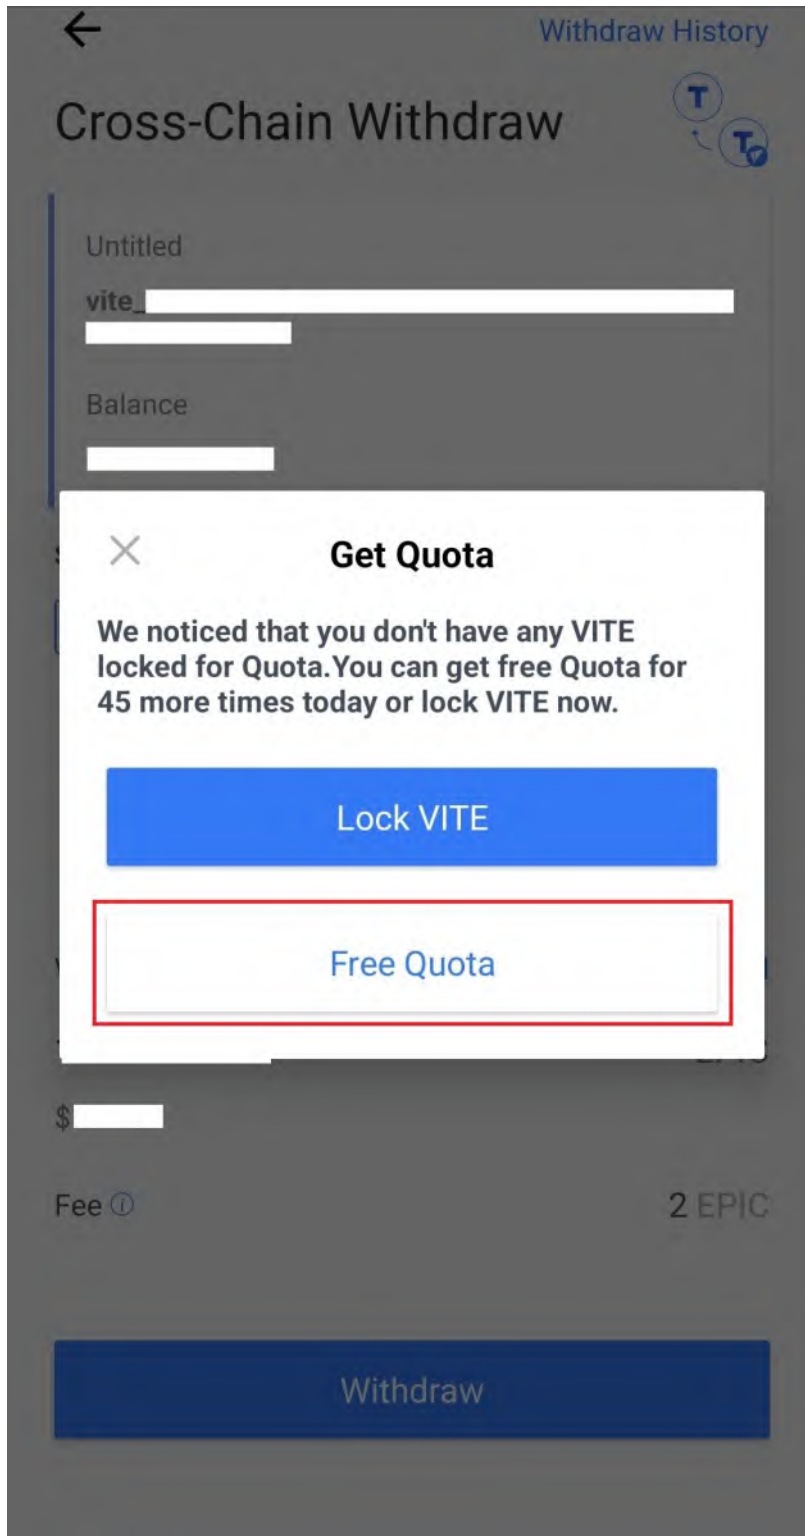 Withdraw History
Cross-Chain Withdraw
T
T
Untitled
vite_
Balance
Get Quota
We noticed that you don't have any VITE
locked for Quota.You can get free Quota for
45 more times today or lock VITE now.
Lock VITE
Free Quota
$
Fee
2 EPIC
Withdraw